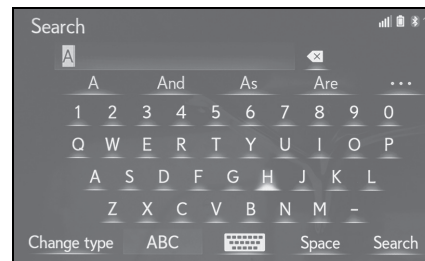 Search
A
A And As Are ...
1 2 3 4 5 6 7 8 9 0
Q W E R T Y U I O P
A S D F G H J K L
Z X C V B N M -
Change type ABC Space Search